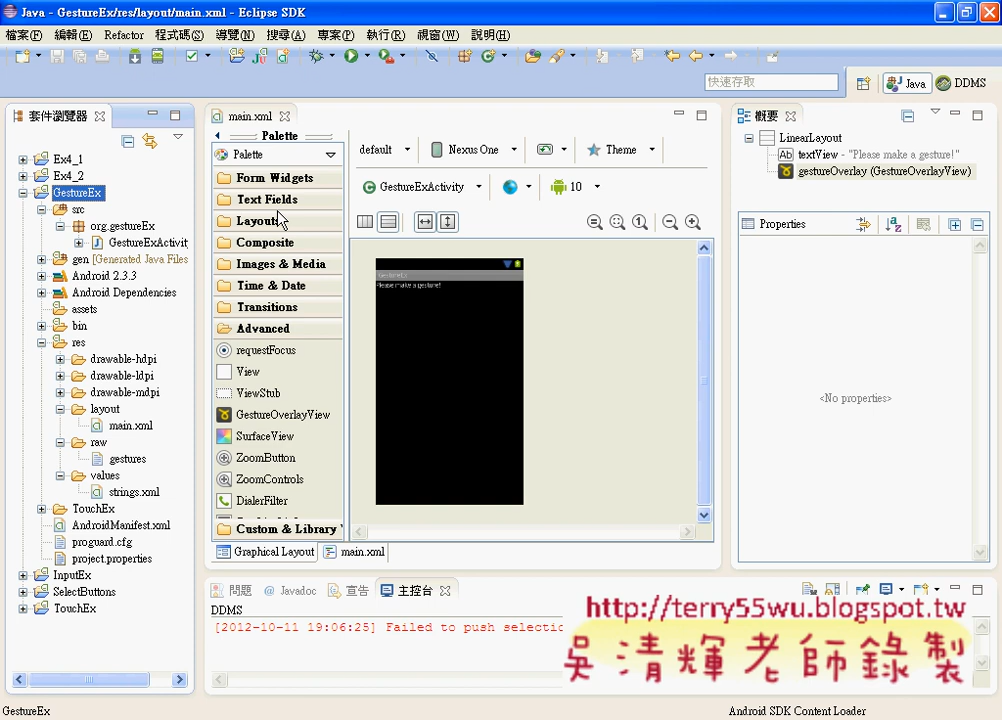 Java - GestureEx/res/layout/main.xml - Eclipse SDK
檔案(F) 編輯(E) Refactor 程式碼(S) 導覽(N) 搜尋(A) 專案(P) 執行(R) 視窗(W) 說明(H)
快速存取
Java
DDMS
套件瀏覽器
Ex4_1
Ex4_2
GestureEx
src
org.gestureEx
GestureExActivity
gen [Generated Java Files
Android 2.3.3
Android Dependencies
assets
bin
res
drawable-hdpi
drawable-ldpi
drawable-mdpi
layout
main.xml
raw
gestures
values
strings.xml
TouchEx
AndroidManifest.xml
proguard.cfg
project.properties
InputEx
SelectButtons
TouchEx
main.xml
Palette
Palette
Form Widgets
Text Fields
Layouts
Composite
Images & Media
Time & Date
Transitions
Advanced
requestFocus
View
ViewStub
GestureOverlayView
SurfaceView
ZoomButton
ZoomControls
DialerFilter
Custom & Library
default
Nexus One
Theme
GestureExActivity
10
GestureEx
Please make a gesture!
Graphical Layout
main.xml
概要
LinearLayout
Ab textView - "Please make a gesture!"
gestureOverlay (GestureOverlayView)
Properties
<No properties>
問題
@ Javadoc
宣告
主控台
DDMS
[2012-10-11 19:06:25] Failed to push selectio
http://terry55wu.blogspot.tw
吳清輝老師錄製
GestureEx
Android SDK Content Loader